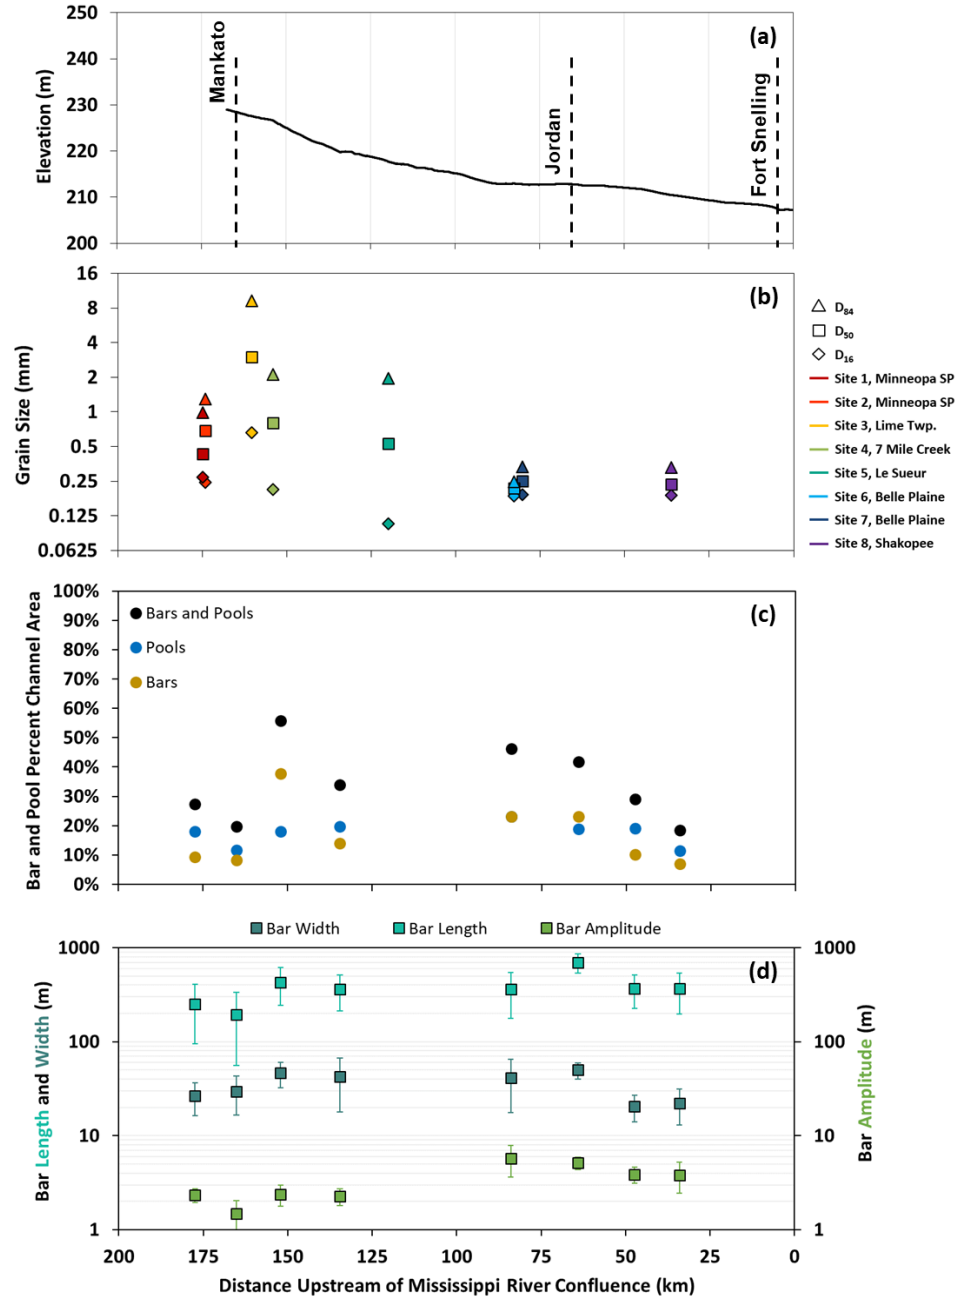 250
240
230
220
210
200
Elevation (m)
Mankato
Jordan
Fort Snelling
(a)
16
8
4
2
1
0.5
0.25
0.125
0.0625
Grain Size (mm)
(b)
D84
D50
D16
Site 1, Minneopa SP
Site 2, Minneopa SP
Site 3, Lime Twp.
Site 4, 7 Mile Creek
Site 5, Le Sueur
Site 6, Belle Plaine
Site 7, Belle Plaine
Site 8, Shakopee
100%
90%
80%
70%
60%
50%
40%
30%
20%
10%
0%
Bar and Pool Percent Channel Area
Bars and Pools
Pools
Bars
(c)
Bar Width
Bar Length
Bar Amplitude
1000
100
10
1
Bar Length and Width (m)
(d)
1000
100
10
1
Bar Amplitude (m)
200 175 150 125 100 75 50 25 0
Distance Upstream of Mississippi River Confluence (km)